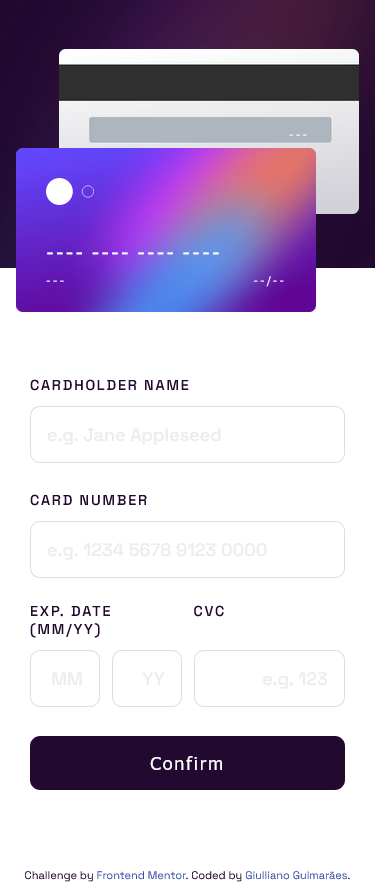 ---
---- ---- ---- ----
--- --/--
CARDHOLDER NAME
e.g. Jane Appleseed
CARD NUMBER
e.g. 1234 5678 9123 0000
EXP. DATE (MM/YY)
CVC
MM YY e.g. 123
Confirm
Challenge by Frontend Mentor. Coded by Giulliano Guimarães.